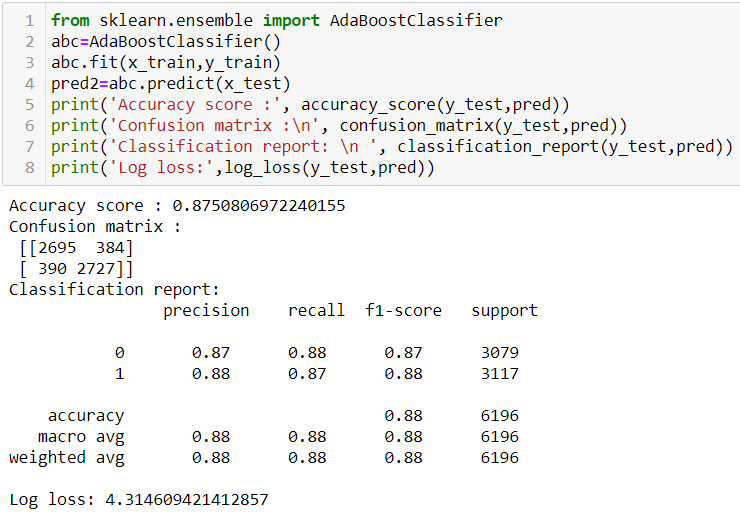 1 from sklearn.ensemble import AdaBoostClassifier
2 abc=AdaBoostClassifier()
3 abc.fit(x_train,y_train)
4 pred2=abc.predict(x_test)
5 print('Accuracy score :', accuracy_score(y_test,pred))
6 print('Confusion matrix :\n', confusion_matrix(y_test,pred))
7 print('Classification report: \n ', classification_report(y_test,pred))
8 print('Log loss:',log_loss(y_test,pred))
Accuracy score : 0.8750806972240155
Confusion matrix :
[[2695 384]
[ 390 2727]]
Classification report:
precision recall f1-score support
0 0.87 0.88 0.87 3079
1 0.88 0.87 0.88 3117
accuracy 0.88 6196
macro avg 0.88 0.88 0.88 6196
weighted avg 0.88 0.88 0.88 6196
Log loss: 4.314609421412857